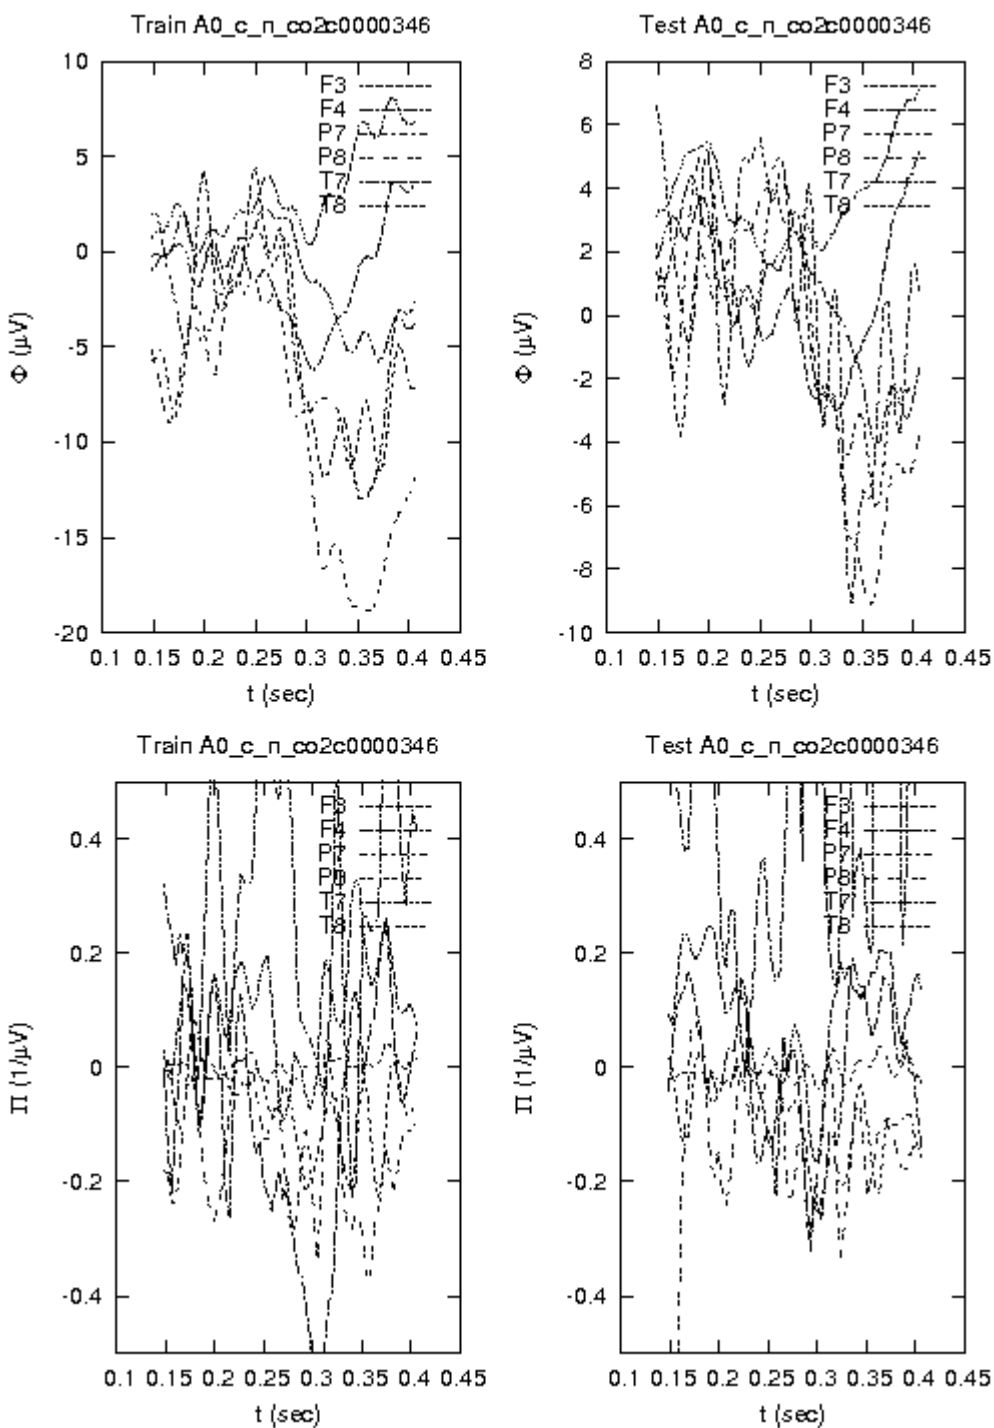 Train A0_c_n_co2c0000346
10
5
0
-5
-10
-15
-20
Φ (μV)
F3
F4
P7
P8
T7
T8
0.1 0.15 0.2 0.25 0.3 0.35 0.4 0.45
t (sec)
Test A0_c_n_co2c0000346
8
6
4
2
0
-2
-4
-6
-8
-10
Φ (μV)
F3
F4
P7
P8
T7
T8
0.1 0.15 0.2 0.25 0.3 0.35 0.4 0.45
t (sec)
Train A0_c_n_co2c0000346
0.4
0.2
0
-0.2
-0.4
Π (1/μV)
F3
F4
P7
P8
T7
T8
0.1 0.15 0.2 0.25 0.3 0.35 0.4 0.45
t (sec)
Test A0_c_n_co2c0000346
0.4
0.2
0
-0.2
-0.4
Π (1/μV)
F3
F4
P7
P8
T7
T8
0.1 0.15 0.2 0.25 0.3 0.35 0.4 0.45
t (sec)